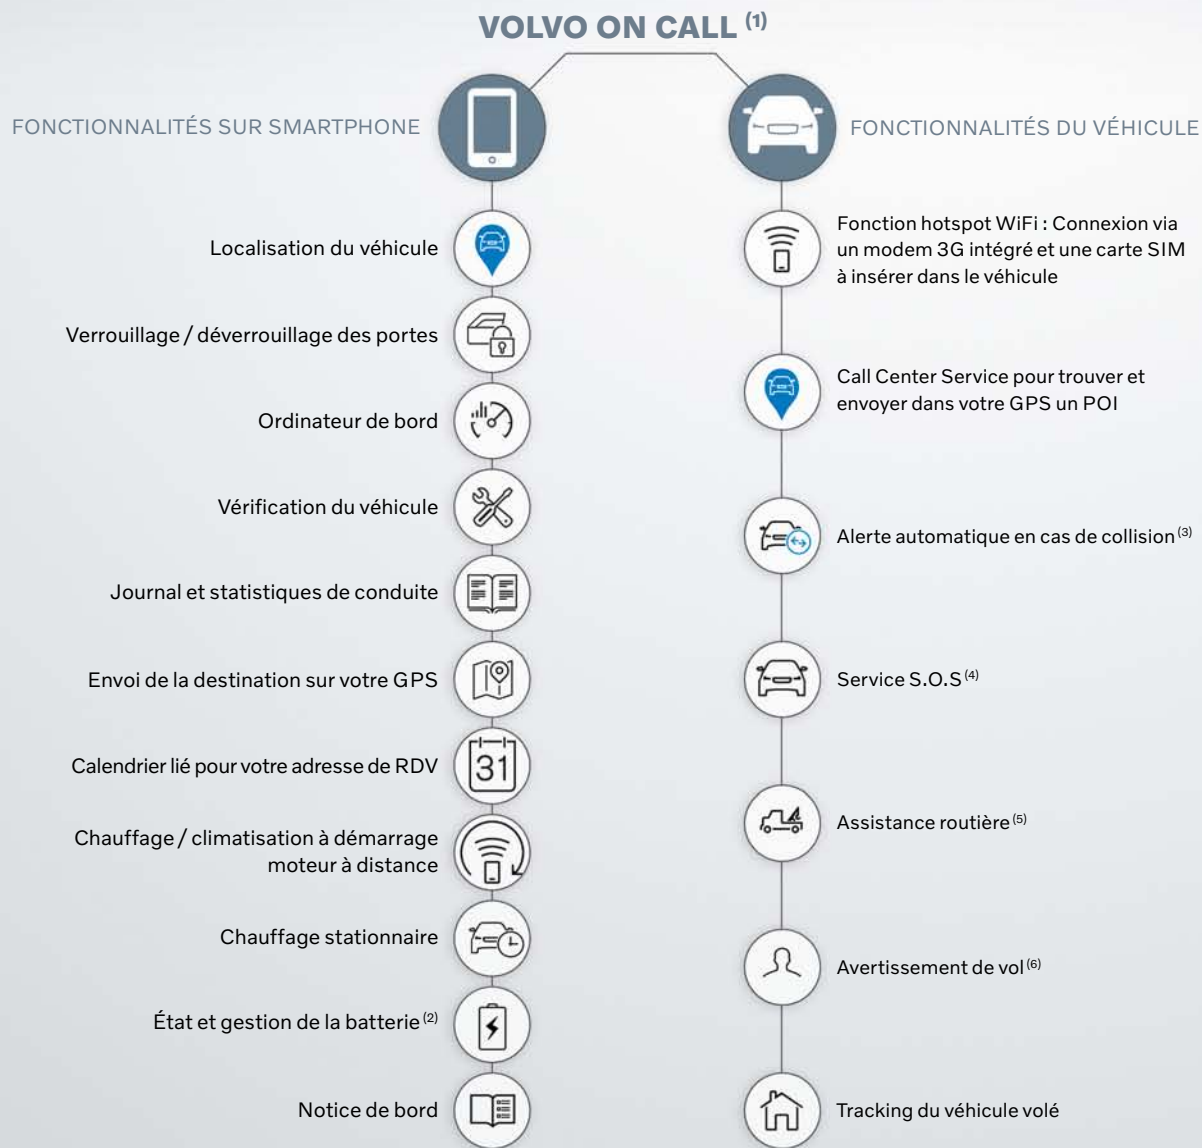 VOLVO ON CALL (1)
FONCTIONNALITÉS SUR SMARTPHONE
Localisation du véhicule
Verrouillage / déverrouillage des portes
Ordinateur de bord
Vérification du véhicule
Journal et statistiques de conduite
Envoi de la destination sur votre GPS
31
Calendrier lié pour votre adresse de RDV
Chauffage / climatisation à démarrage
moteur à distance
Chauffage stationnaire
État et gestion de la batterie (2)
Notice de bord
FONCTIONNALITÉS DU VÉHICULE
Fonction hotspot WiFi : Connexion via
un modem 3G intégré et une carte SIM
à insérer dans le véhicule
Call Center Service pour trouver et
envoyer dans votre GPS un POI
Alerte automatique en cas de collision (3)
Service S.O.S (4)
Assistance routière (5)
Avertissement de vol (6)
Tracking du véhicule volé